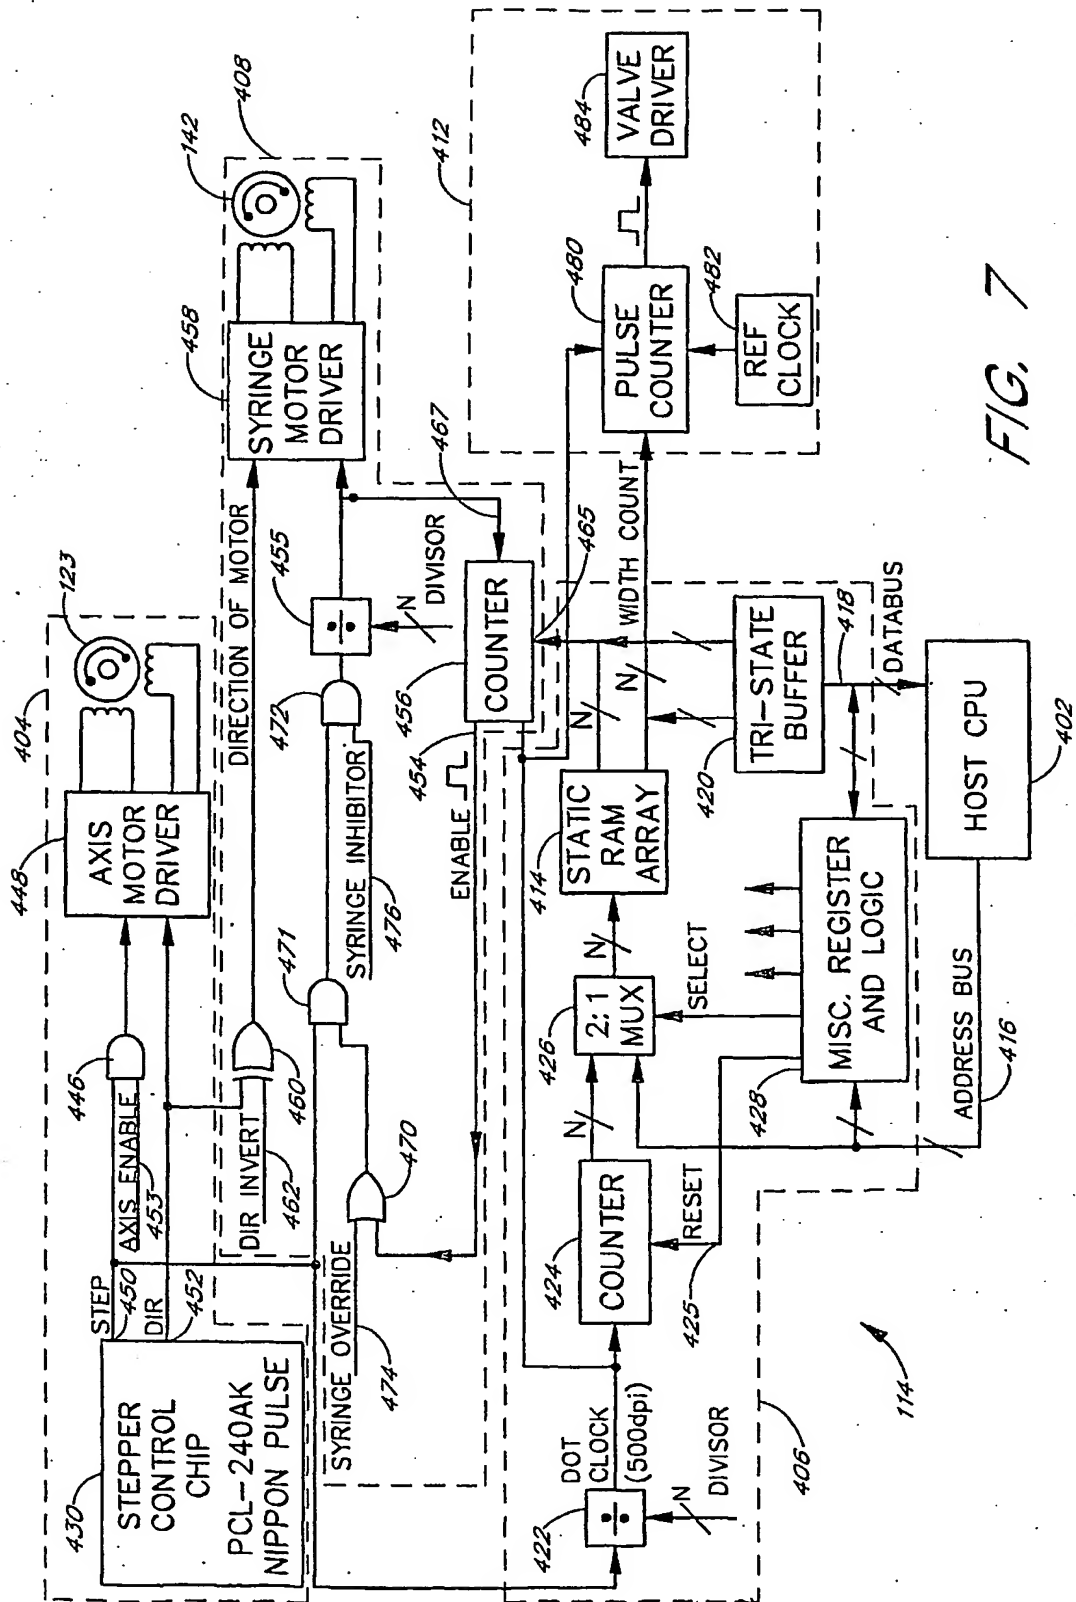 404
448
AXIS
MOTOR
DRIVER
123
446
AXIS ENABLE
453
STEP
450
DIR
452
430
STEPPER
CONTROL
CHIP
PCL-240AK
NIPPON PULSE
408
142
458
SYRINGE
MOTOR
DRIVER
DIRECTION OF MOTOR
460
DIR INVERT
462
472
455
N
DIVISOR
471
SYRINGE INHIBITOR
476
470
SYRINGE OVERRIDE
474
ENABLE
454
456
COUNTER
467
465
412
484
VALVE
DRIVER
480
PULSE
COUNTER
482
REF
CLOCK
WIDTH COUNT
N
N
414
STATIC
RAM
ARRAY
420
TRI-STATE
BUFFER
418
DATABUS
N
426
2:1
MUX
SELECT
N
424
COUNTER
RESET
425
DOT
CLOCK
(500dpi)
422
N
DIVISOR
406
428
MISC. REGISTER
AND LOGIC
HOST CPU
402
ADDRESS BUS
416
114
FIG. 7